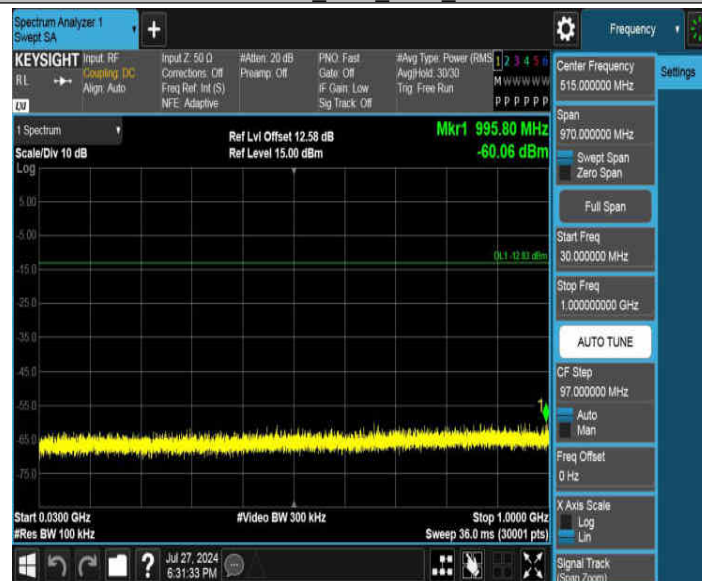 Spectrum Analyzer 1
Swept SA
+
Frequency
KEYSIGHT
RL
Input: RF
Coupling: DC
Align: Auto
Input Z: 50 Ω
Corrections: Off
Freq Ref: Int (S)
NFE: Adaptive
#Atten: 20 dB
Preamp: Off
PNO: Fast
Gate: Off
IF Gain: Low
Sig Track: Off
#Avg Type: Power (RMS
Avg|Hold: 30/30
Trig: Free Run
1 2 3 4 5 6
M W W W W W
P P P P P P
1 Spectrum
Scale/Div 10 dB
Log
Ref Lvl Offset 12.58 dB
Ref Level 15.00 dBm
Mkr1 995.80 MHz
-60.06 dBm
5.00
-5.00
-15.0
-25.0
-35.0
-45.0
-55.0
-65.0
-75.0
DL1 -12.83 dBm
1
Start 0.0300 GHz
#Res BW 100 kHz
#Video BW 300 kHz
Stop 1.0000 GHz
Sweep 36.0 ms (30001 pts)
Jul 27, 2024
6:31:33 PM
Center Frequency
515.000000 MHz
Settings
Span
970.000000 MHz
Swept Span
Zero Span
Full Span
Start Freq
30.000000 MHz
Stop Freq
1.000000000 GHz
AUTO TUNE
CF Step
97.000000 MHz
Auto
Man
Freq Offset
0 Hz
X Axis Scale
Log
Lin
Signal Track
(Span Zoom)